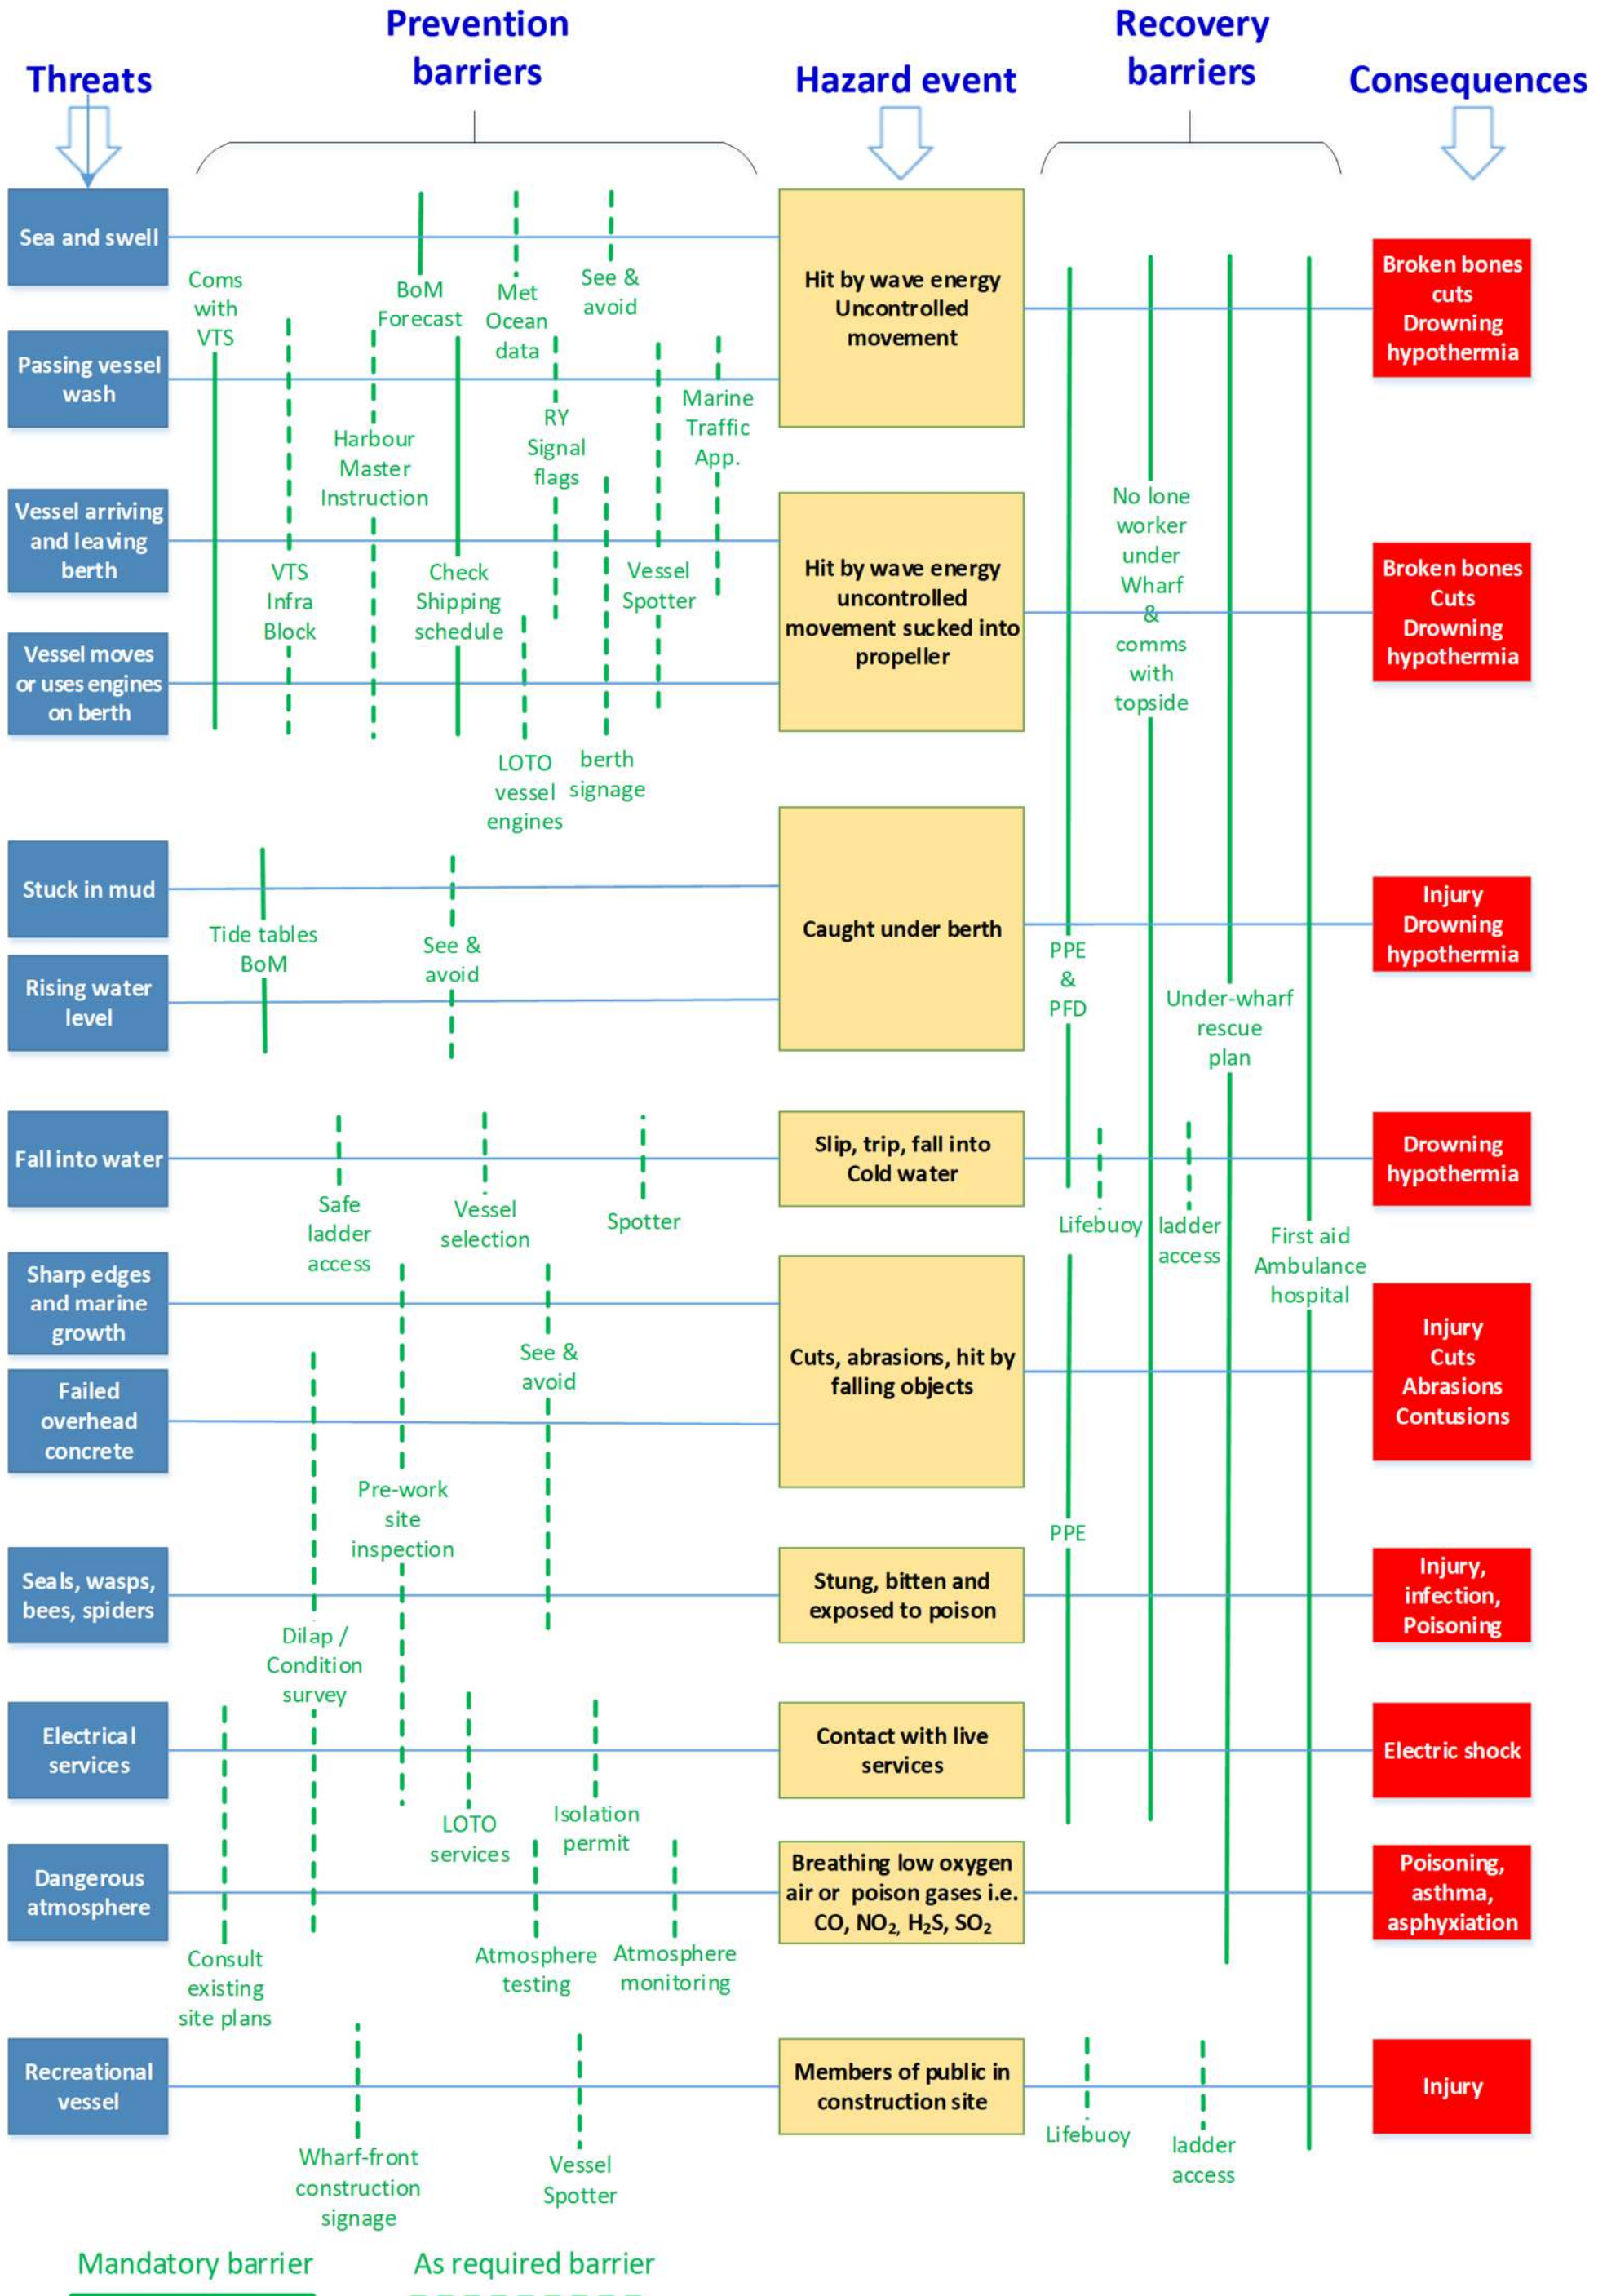 Prevention
barriers
Recovery
barriers
Threats
Hazard event
Consequences
Sea and swell
BoM
Forecast
Met
Ocean
data
See &
avoid
Hit by wave energy
Uncontrolled
movement
Broken bones
cuts
Drowning
hypothermia
Coms
with
VTS
Passing vessel
wash
Harbour
Master
Instruction
RY
Signal
flags
Marine
Traffic
App.
Vessel arriving
and leaving
berth
VTS
Infra
Block
Check
Shipping
schedule
Vessel
Spotter
Hit by wave energy
uncontrolled
movement sucked into
propeller
No lone
worker
under
Wharf
&
comms
with
topside
Broken bones
Cuts
Drowning
hypothermia
Vessel moves
or uses engines
on berth
LOTO
vessel
engines
berth
signage
Stuck in mud
Tide tables
BoM
See &
avoid
Caught under berth
PPE
&
PFD
Under-wharf
rescue
plan
Injury
Drowning
hypothermia
Rising water
level
Fall into water
Safe
ladder
access
Vessel
selection
Spotter
Slip, trip, fall into
Cold water
Lifebuoy
ladder
access
First aid
Ambulance
hospital
Drowning
hypothermia
Sharp edges
and marine
growth
See &
avoid
Cuts, abrasions, hit by
falling objects
Injury
Cuts
Abrasions
Contusions
Failed
overhead
concrete
Pre-work
site
inspection
PPE
Seals, wasps,
bees, spiders
Dilap /
Condition
survey
Stung, bitten and
exposed to poison
Injury,
infection,
Poisoning
Electrical
services
LOTO
services
Isolation
permit
Contact with live
services
Electric shock
Dangerous
atmosphere
Consult
existing
site plans
Atmosphere
testing
Atmosphere
monitoring
Breathing low oxygen
air or poison gases i.e.
CO, NO₂, H₂S, SO₂
Poisoning,
asthma,
asphyxiation
Recreational
vessel
Wharf-front
construction
signage
Vessel
Spotter
Members of public in
construction site
Lifebuoy
ladder
access
Injury
Mandatory barrier
As required barrier